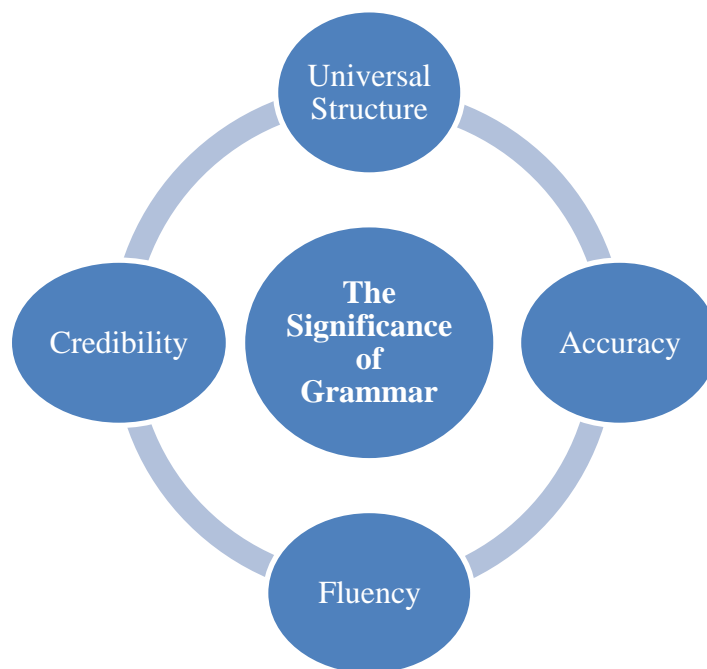 Universal
Structure
The
Significance
of
Grammar
Credibility
Accuracy
Fluency